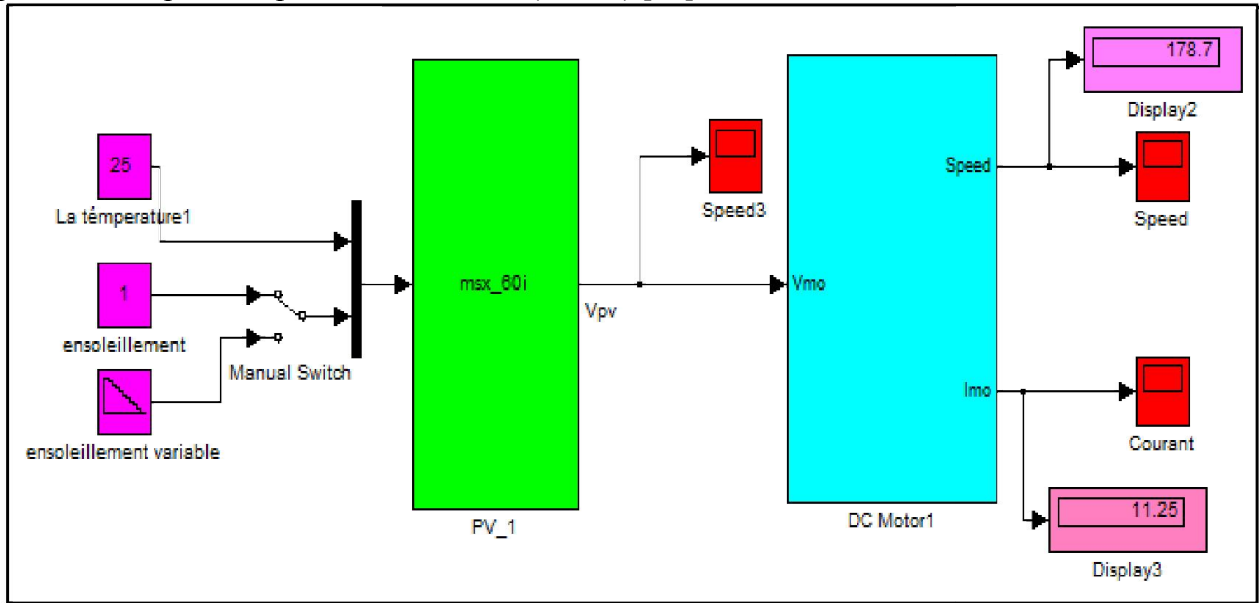 178.7
Display2
25
La témperature1
Speed3
Speed
Speed
1
ensoleillement
msx_60i
Vpv
Vmo
Manual Switch
Imo
ensoleillement variable
Courant
PV_1
DC Motor1
11.25
Display3